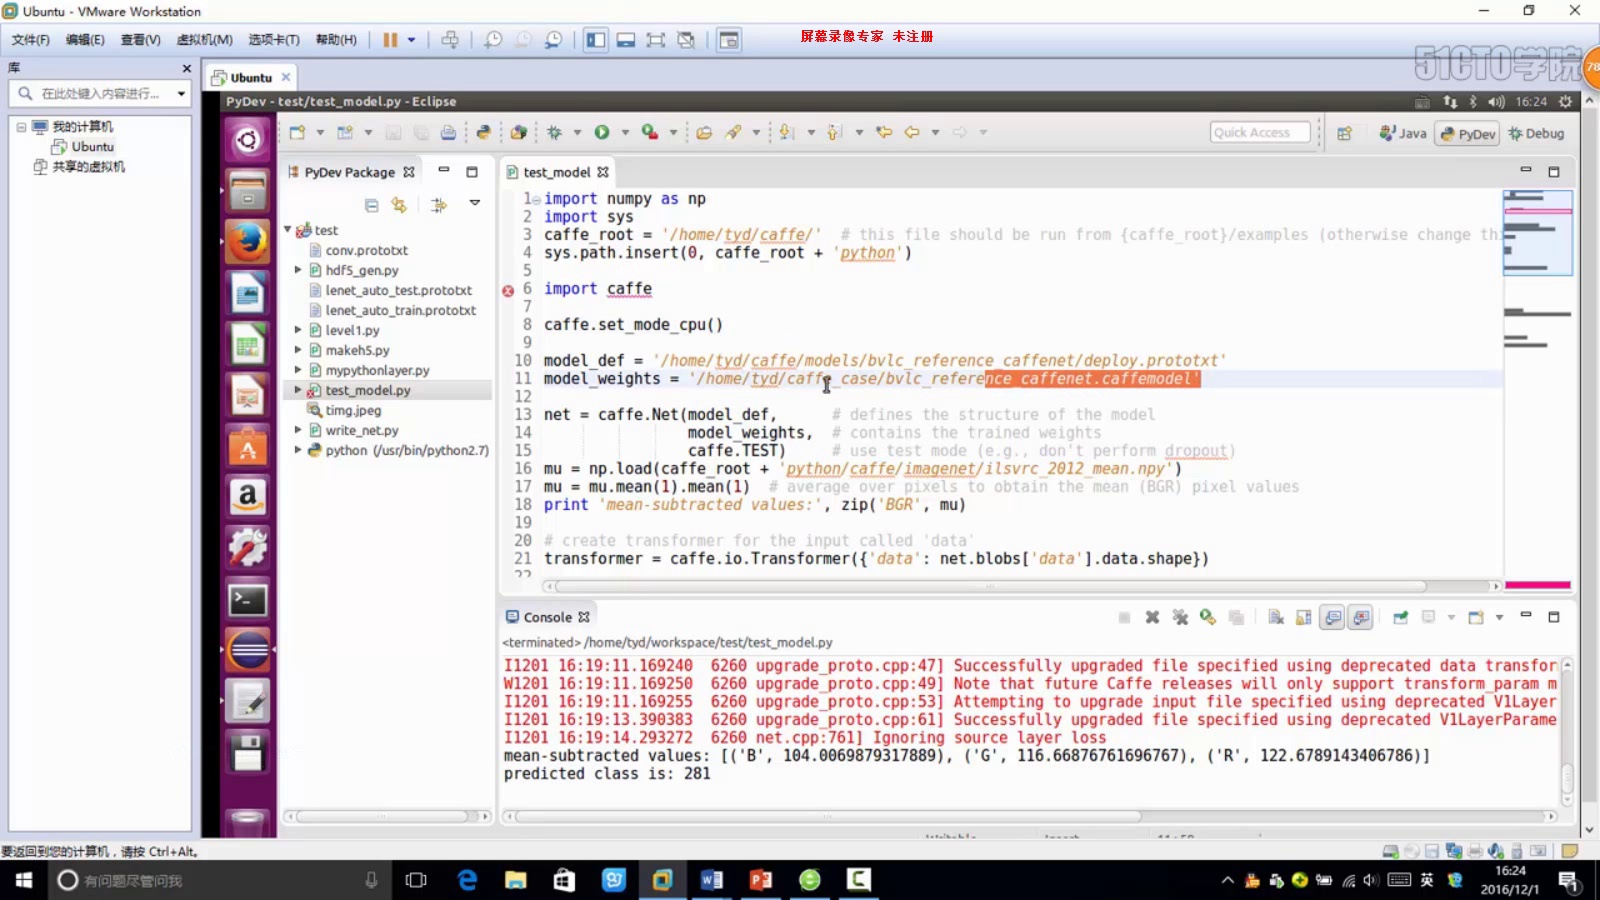 Ubuntu - VMware Workstation
文件(F) 编辑(E) 查看(V) 虚拟机(M) 选项卡(T) 帮助(H)
屏幕录像专家 未注册
51CTO学院
78
库
在此处键入内容进行...
我的计算机
Ubuntu
共享的虚拟机
Ubuntu
PyDev - test/test_model.py - Eclipse
16:24
Quick Access
Java
PyDev
Debug
PyDev Package
test
conv.prototxt
hdf5_gen.py
lenet_auto_test.prototxt
lenet_auto_train.prototxt
level1.py
makeh5.py
mypythonlayer.py
test_model.py
timg.jpeg
write_net.py
python (/usr/bin/python2.7)
test_model
1 import numpy as np
2 import sys
3 caffe_root = '/home/tyd/caffe/' # this file should be run from {caffe_root}/examples (otherwise change thi
4 sys.path.insert(0, caffe_root + 'python')
5
6 import caffe
7
8 caffe.set_mode_cpu()
9
10 model_def = '/home/tyd/caffe/models/bvlc_reference_caffenet/deploy.prototxt'
11 model_weights = '/home/tyd/caffe_case/bvlc_reference_caffenet.caffemodel'
12
13 net = caffe.Net(model_def, # defines the structure of the model
14 model_weights, # contains the trained weights
15 caffe.TEST) # use test mode (e.g., don't perform dropout)
16 mu = np.load(caffe_root + 'python/caffe/imagenet/ilsvrc_2012_mean.npy')
17 mu = mu.mean(1).mean(1) # average over pixels to obtain the mean (BGR) pixel values
18 print 'mean-subtracted values:', zip('BGR', mu)
19
20 # create transformer for the input called 'data'
21 transformer = caffe.io.Transformer({'data': net.blobs['data'].data.shape})
22
Console
<terminated> /home/tyd/workspace/test/test_model.py
I1201 16:19:11.169240 6260 upgrade_proto.cpp:47] Successfully upgraded file specified using deprecated data transfor
W1201 16:19:11.169250 6260 upgrade_proto.cpp:49] Note that future Caffe releases will only support transform_param m
I1201 16:19:11.169255 6260 upgrade_proto.cpp:53] Attempting to upgrade input file specified using deprecated V1Layer
I1201 16:19:13.390383 6260 upgrade_proto.cpp:61] Successfully upgraded file specified using deprecated V1LayerParame
I1201 16:19:14.293272 6260 net.cpp:761] Ignoring source layer loss
mean-subtracted values: [('B', 104.0069879317889), ('G', 116.66876761696767), ('R', 122.6789143406786)]
predicted class is: 281
要返回到您的计算机，请按 Ctrl+Alt。
有问题尽管问我
英
16:24
2016/12/1
1